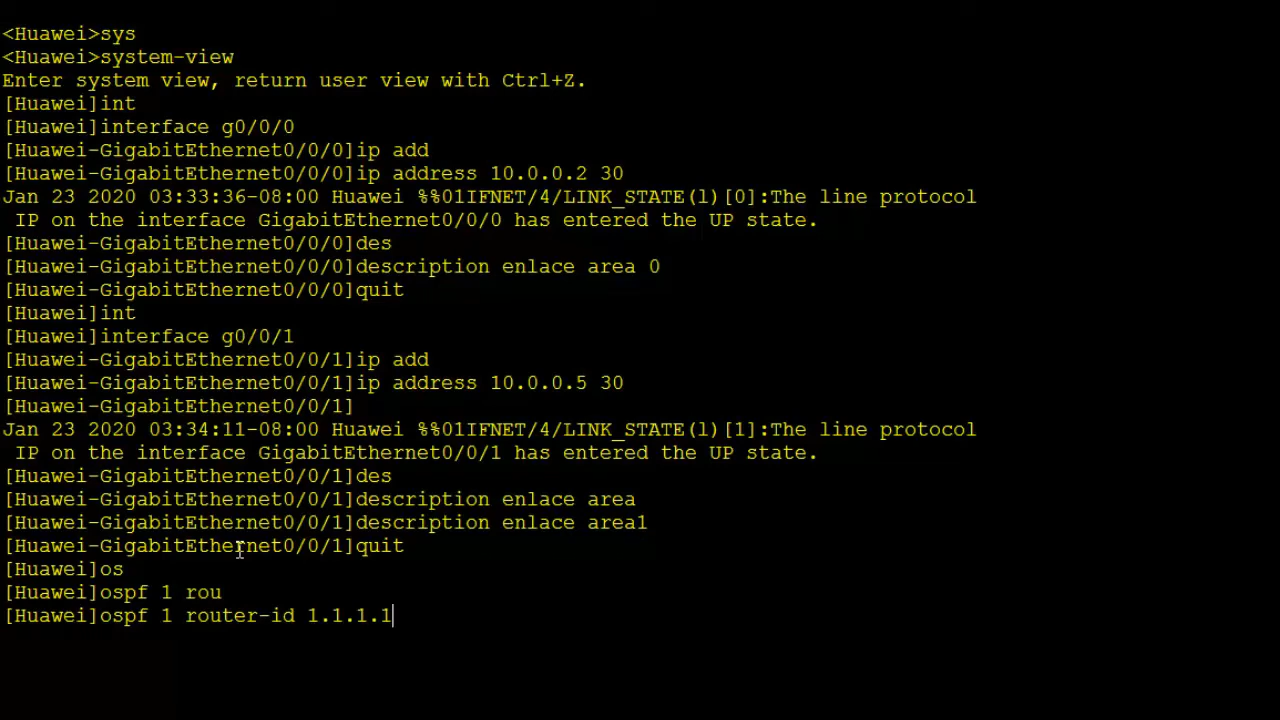 <Huawei>sys
<Huawei>system-view
Enter system view, return user view with Ctrl+Z.
[Huawei]int
[Huawei]interface g0/0/0
[Huawei-GigabitEthernet0/0/0]ip add
[Huawei-GigabitEthernet0/0/0]ip address 10.0.0.2 30
Jan 23 2020 03:33:36-08:00 Huawei %%01IFNET/4/LINK_STATE(l)[0]:The line protocol
 IP on the interface GigabitEthernet0/0/0 has entered the UP state.
[Huawei-GigabitEthernet0/0/0]des
[Huawei-GigabitEthernet0/0/0]description enlace area 0
[Huawei-GigabitEthernet0/0/0]quit
[Huawei]int
[Huawei]interface g0/0/1
[Huawei-GigabitEthernet0/0/1]ip add
[Huawei-GigabitEthernet0/0/1]ip address 10.0.0.5 30
[Huawei-GigabitEthernet0/0/1]
Jan 23 2020 03:34:11-08:00 Huawei %%01IFNET/4/LINK_STATE(l)[1]:The line protocol
 IP on the interface GigabitEthernet0/0/1 has entered the UP state.
[Huawei-GigabitEthernet0/0/1]des
[Huawei-GigabitEthernet0/0/1]description enlace area
[Huawei-GigabitEthernet0/0/1]description enlace area1
[Huawei-GigabitEthernet0/0/1]quit
[Huawei]os
[Huawei]ospf 1 rou
[Huawei]ospf 1 router-id 1.1.1.1